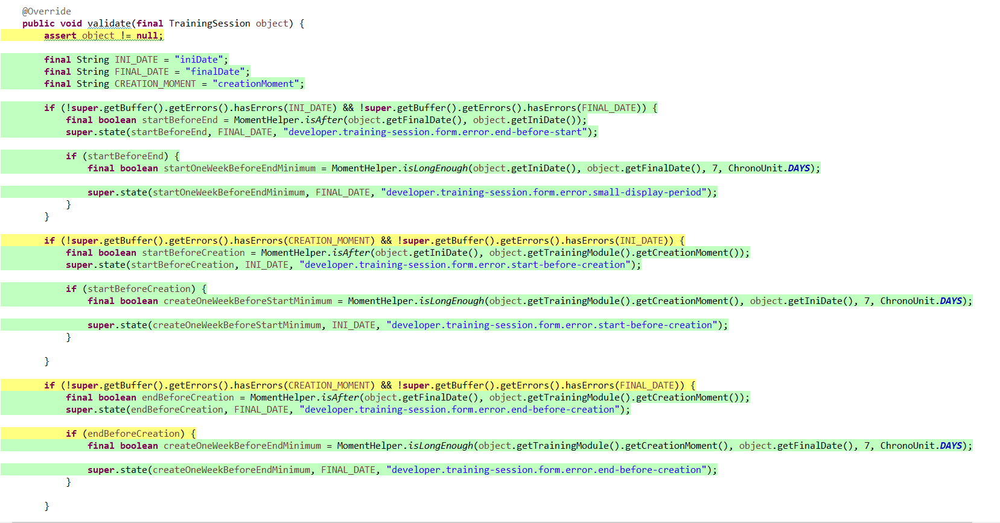 @Override
public void validate(final TrainingSession object) {
assert object != null;
final String INI_DATE = "iniDate";
final String FINAL_DATE = "finalDate";
final String CREATION_MOMENT = "creationMoment";
if (!super.getBuffer().getErrors().hasErrors(INI_DATE) && !super.getBuffer().getErrors().hasErrors(FINAL_DATE)) {
final boolean startBeforeEnd = MomentHelper.isAfter(object.getFinalDate(), object.getIniDate());
super.state(startBeforeEnd, FINAL_DATE, "developer.training-session.form.error.end-before-start");
if (startBeforeEnd) {
final boolean startOneWeekBeforeEndMinimum = MomentHelper.isLongEnough(object.getIniDate(), object.getFinalDate(), 7, ChronoUnit.DAYS);
super.state(startOneWeekBeforeEndMinimum, FINAL_DATE, "developer.training-session.form.error.small-display-period");
}
}
if (!super.getBuffer().getErrors().hasErrors(CREATION_MOMENT) && !super.getBuffer().getErrors().hasErrors(INI_DATE)) {
final boolean startBeforeCreation = MomentHelper.isAfter(object.getIniDate(), object.getTrainingModule().getCreationMoment());
super.state(startBeforeCreation, INI_DATE, "developer.training-session.form.error.start-before-creation");
if (startBeforeCreation) {
final boolean createOneWeekBeforeStartMinimum = MomentHelper.isLongEnough(object.getTrainingModule().getCreationMoment(), object.getIniDate(), 7, ChronoUnit.DAYS);
super.state(createOneWeekBeforeStartMinimum, INI_DATE, "developer.training-session.form.error.start-before-creation");
}
}
if (!super.getBuffer().getErrors().hasErrors(CREATION_MOMENT) && !super.getBuffer().getErrors().hasErrors(FINAL_DATE)) {
final boolean endBeforeCreation = MomentHelper.isAfter(object.getFinalDate(), object.getTrainingModule().getCreationMoment());
super.state(endBeforeCreation, FINAL_DATE, "developer.training-session.form.error.end-before-creation");
if (endBeforeCreation) {
final boolean createOneWeekBeforeEndMinimum = MomentHelper.isLongEnough(object.getTrainingModule().getCreationMoment(), object.getFinalDate(), 7, ChronoUnit.DAYS);
super.state(createOneWeekBeforeEndMinimum, FINAL_DATE, "developer.training-session.form.error.end-before-creation");
}
}